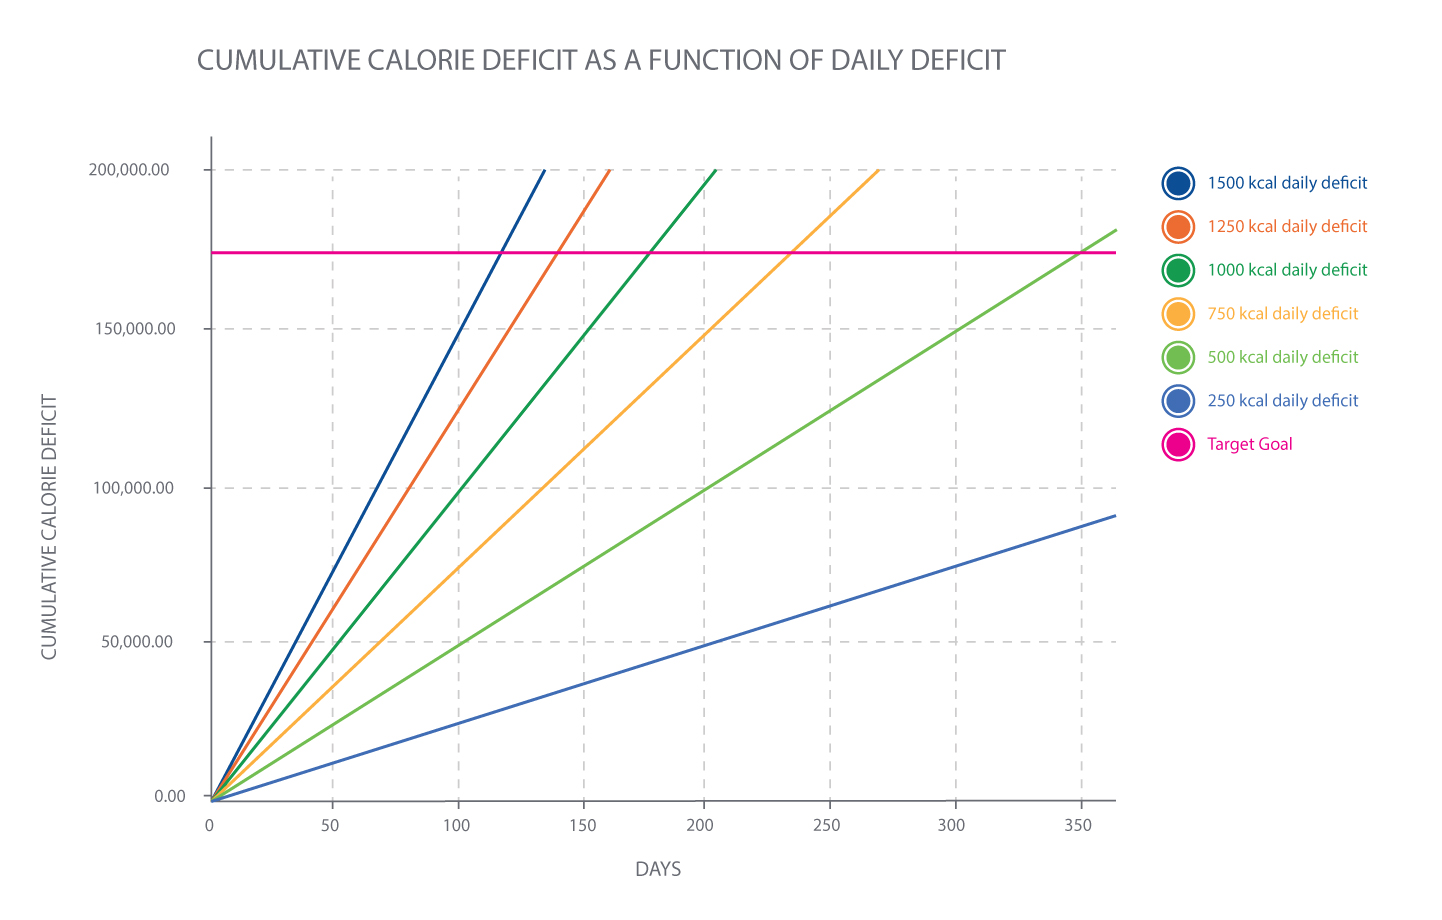 CUMULATIVE CALORIE DEFICIT AS A FUNCTION OF DAILY DEFICIT
200,000.00
150,000.00
100,000.00
50,000.00
0.00
CUMULATIVE CALORIE DEFICIT
0
50
100
150
200
250
300
350
DAYS
1500 kcal daily deficit
1250 kcal daily deficit
1000 kcal daily deficit
750 kcal daily deficit
500 kcal daily deficit
250 kcal daily deficit
Target Goal